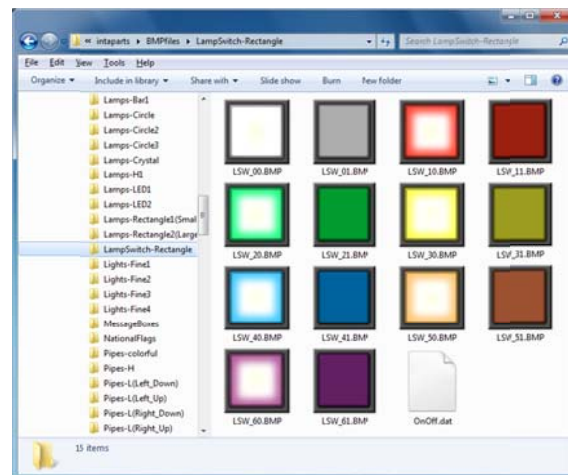 « intaparts ▸ BMPfiles ▸ LampSwitch-Rectangle
Search LampSwitch-Rectangle
File Edit View Tools Help
Organize Include in library Share with Slide show Burn New folder
Lamps-Bar1
Lamps-Circle
Lamps-Circle2
Lamps-Circle3
Lamps-Crystal
Lamps-H1
Lamps-LED1
Lamps-LED2
Lamps-Rectangle1(Smal
Lamps-Rectangle2(Large
LampSwitch-Rectangle
Lights-Fine1
Lights-Fine2
Lights-Fine3
Lights-Fine4
MessageBoxes
NationalFlags
Pipes-colorful
Pipes-H
Pipes-L(Left_Down)
Pipes-L(Left_Up)
Pipes-L(Right_Down)
Pipes-L(Right_Up)
LSW_00.BMP LSW_01.BMP LSW_10.BMP LSW_11.BMP
LSW_20.BMP LSW_21.BMP LSW_30.BMP LSW_31.BMP
LSW_40.BMP LSW_41.BMP LSW_50.BMP LSW_51.BMP
LSW_60.BMP LSW_61.BMP OnOff.dat
15 items